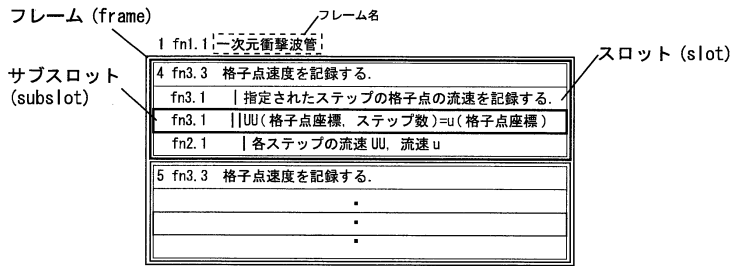 フレーム (frame)
フレーム名
1 fn1.1 一次元衝撃波管
スロット (slot)
サブスロット
(subslot)
4 fn3.3 格子点速度を記録する.
fn3.1 |指定されたステップの格子点の流速を記録する.
fn3.1 ||UU(格子点座標, ステップ数)=u(格子点座標)
fn2.1 |各ステップの流速 UU, 流速 u
5 fn3.3 格子点速度を記録する.